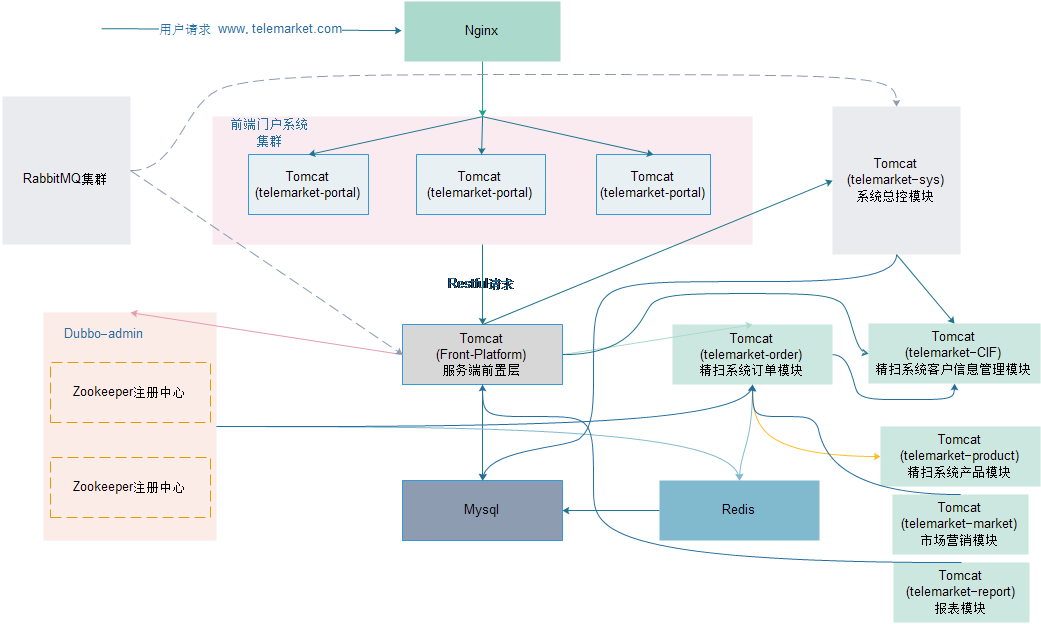 用户请求 www.telemarket.com
Nginx
RabbitMQ集群
前端门户系统
集群
Tomcat
(telemarket-portal)
Tomcat
(telemarket-portal)
Tomcat
(telemarket-portal)
Tomcat
(telemarket-sys)
系统总控模块
Restful请求
Dubbo-admin
Zookeeper注册中心
Zookeeper注册中心
Tomcat
(Front-Platform)
服务端前置层
Tomcat
(telemarket-order)
精扫系统订单模块
Tomcat
(telemarket-CIF)
精扫系统客户信息管理模块
Tomcat
(telemarket-product)
精扫系统产品模块
Mysql
Redis
Tomcat
(telemarket-market)
市场营销模块
Tomcat
(telemarket-report)
报表模块